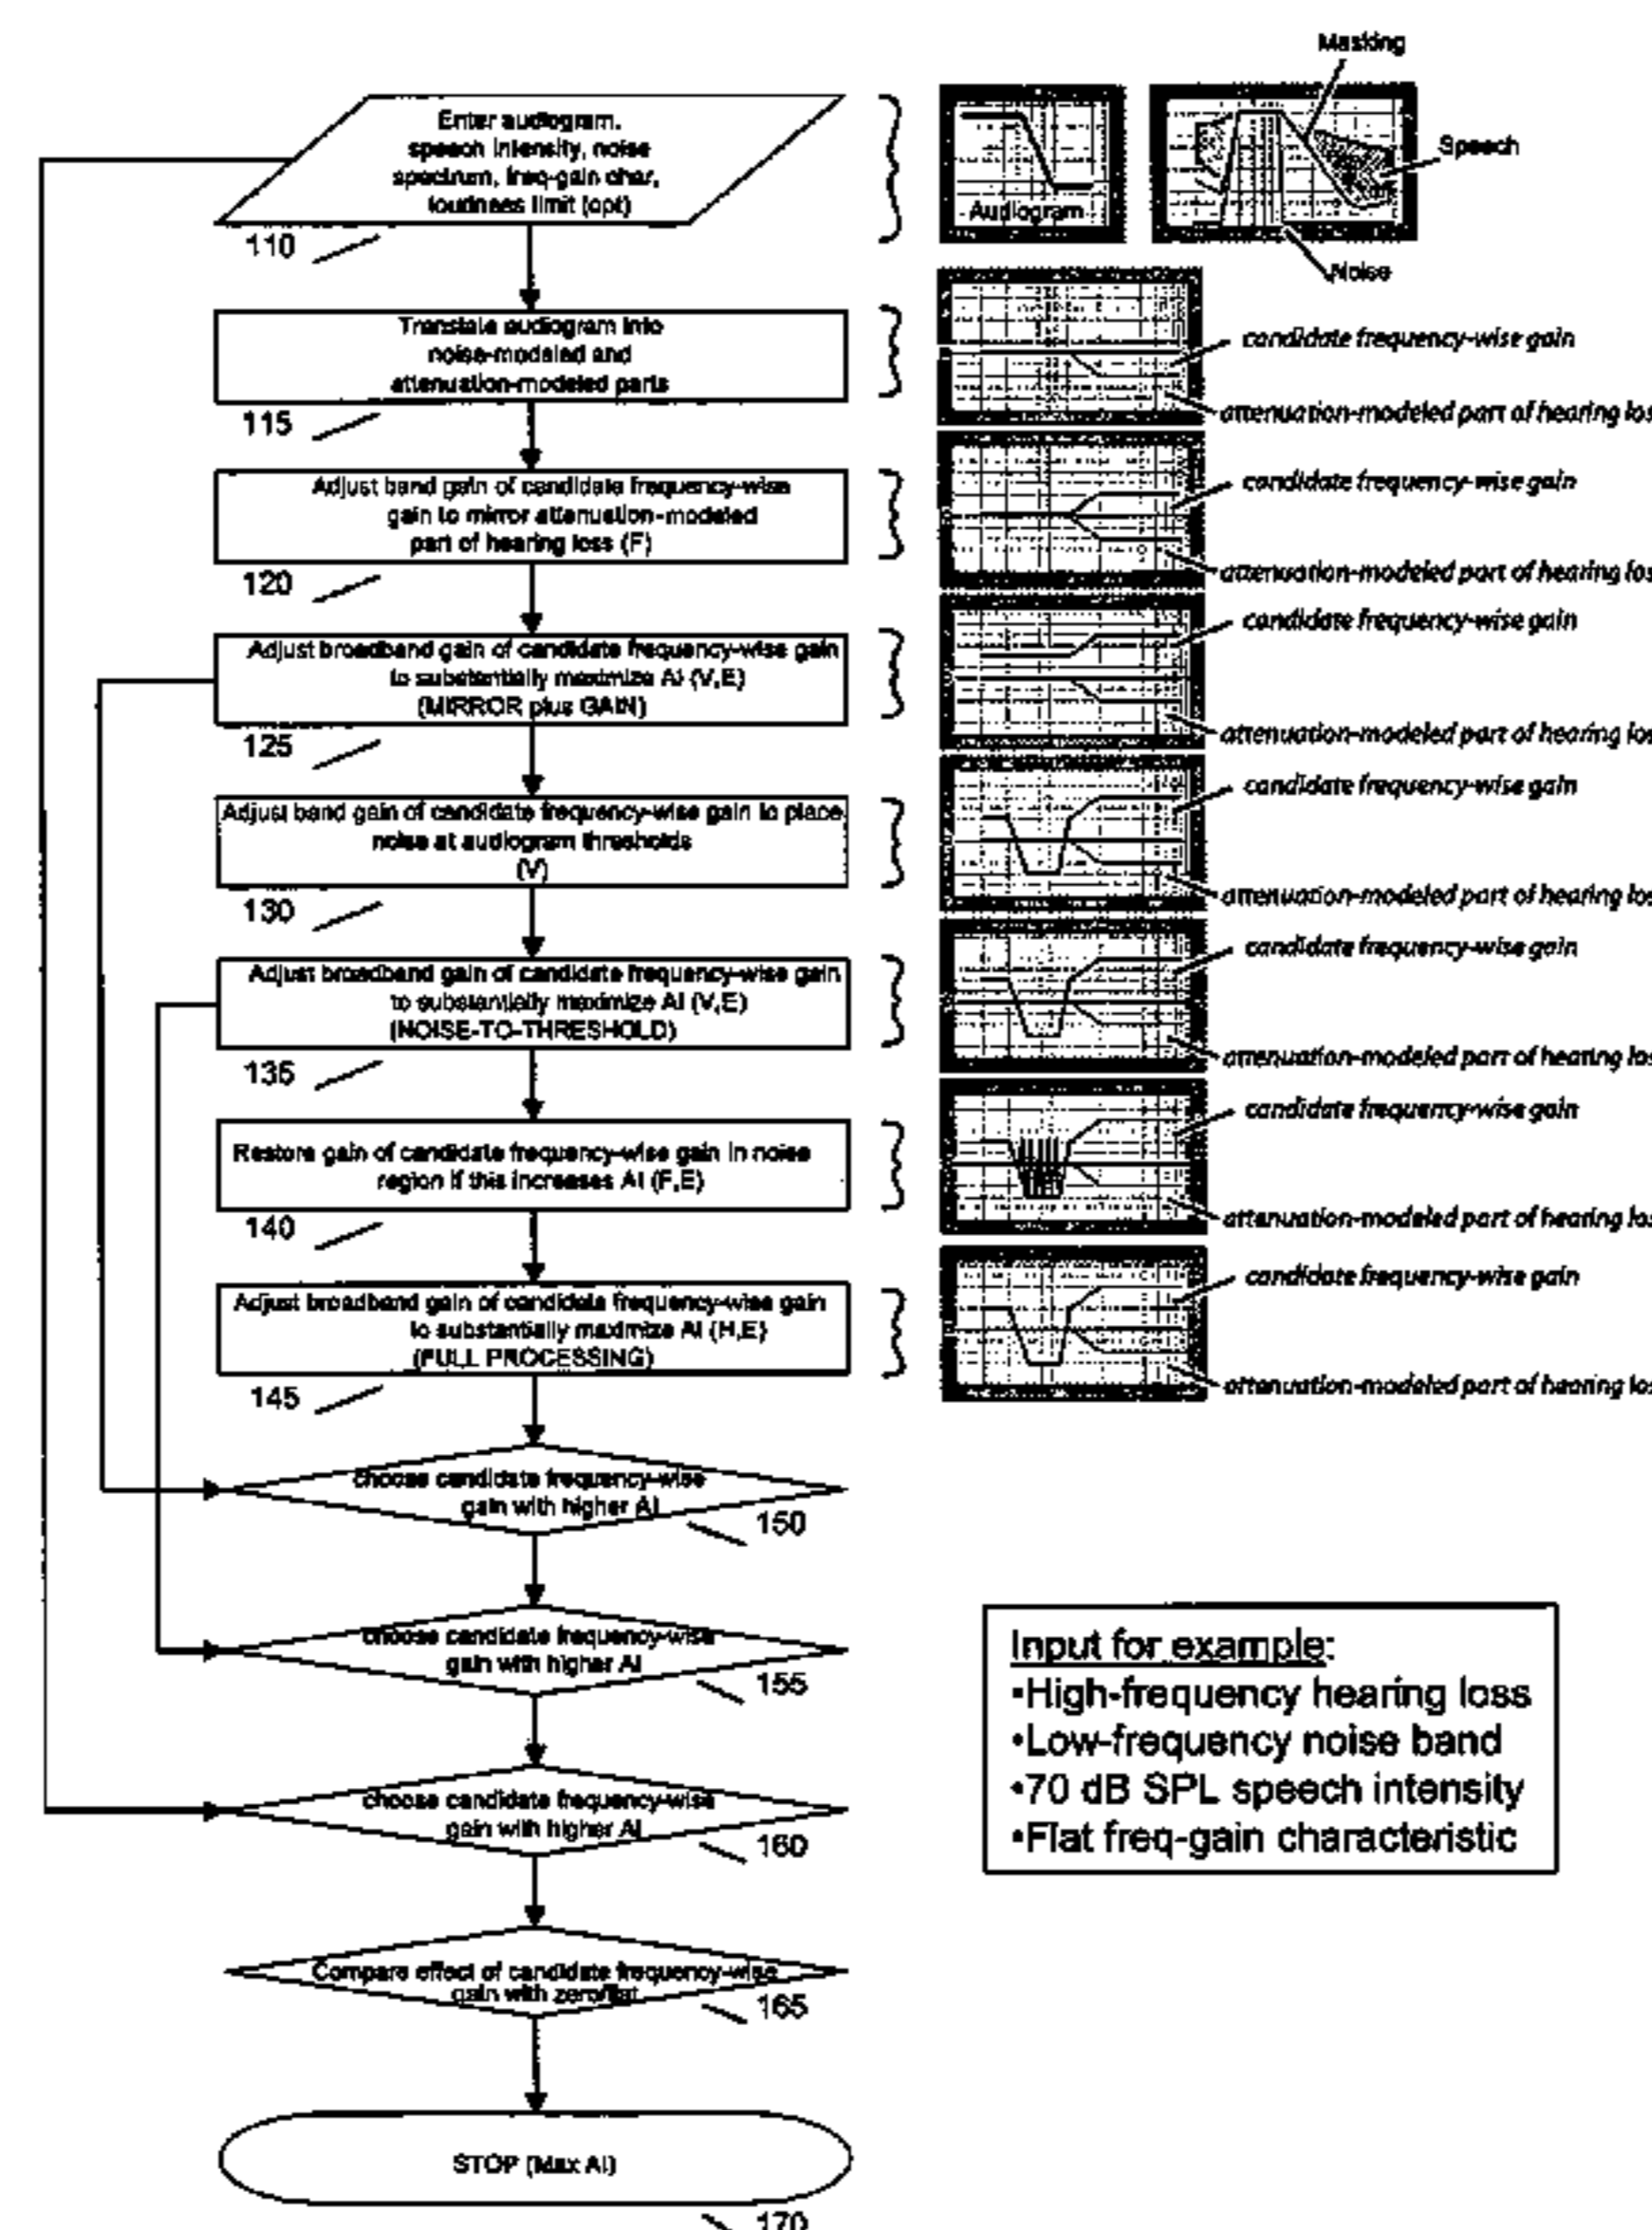 Masking
Enter audiogram,
speech intensity, noise
spectrum, freq-gain char,
loudness limit (opt)
Speech
Audiogram
110
Noise
Translate audiogram into
noise-modeled and
attenuation-modeled parts
115
candidate frequency-wise gain
attenuation-modeled part of hearing los
Adjust band gain of candidate frequency-wise
gain to mirror attenuation-modeled
part of hearing loss (F)
120
candidate frequency-wise gain
attenuation-modeled part of hearing los
Adjust broadband gain of candidate frequency-wise gain
to substantially maximize AI (V,E)
(MIRROR plus GAIN)
125
candidate frequency-wise gain
attenuation-modeled part of hearing los
Adjust band gain of candidate frequency-wise gain to place
noise at audiogram thresholds
(V)
130
candidate frequency-wise gain
attenuation-modeled part of hearing los
Adjust broadband gain of candidate frequency-wise gain
to substantially maximize AI (V,E)
(NOISE-TO-THRESHOLD)
135
candidate frequency-wise gain
attenuation-modeled part of hearing los
Restore gain of candidate frequency-wise gain in noise
region if this increases AI (F,E)
140
candidate frequency-wise gain
attenuation-modeled part of hearing los
Adjust broadband gain of candidate frequency-wise gain
to substantially maximize AI (H,E)
(FULL PROCESSING)
145
candidate frequency-wise gain
attenuation-modeled part of hearing los
choose candidate frequency-wise
gain with higher AI
150
choose candidate frequency-wise
gain with higher AI
155
choose candidate frequency-wise
gain with higher AI
160
Compare effect of candidate frequency-wise
gain with zero/flat
165
STOP (Max AI)
170
Input for example:
•High-frequency hearing loss
•Low-frequency noise band
•70 dB SPL speech intensity
•Flat freq-gain characteristic